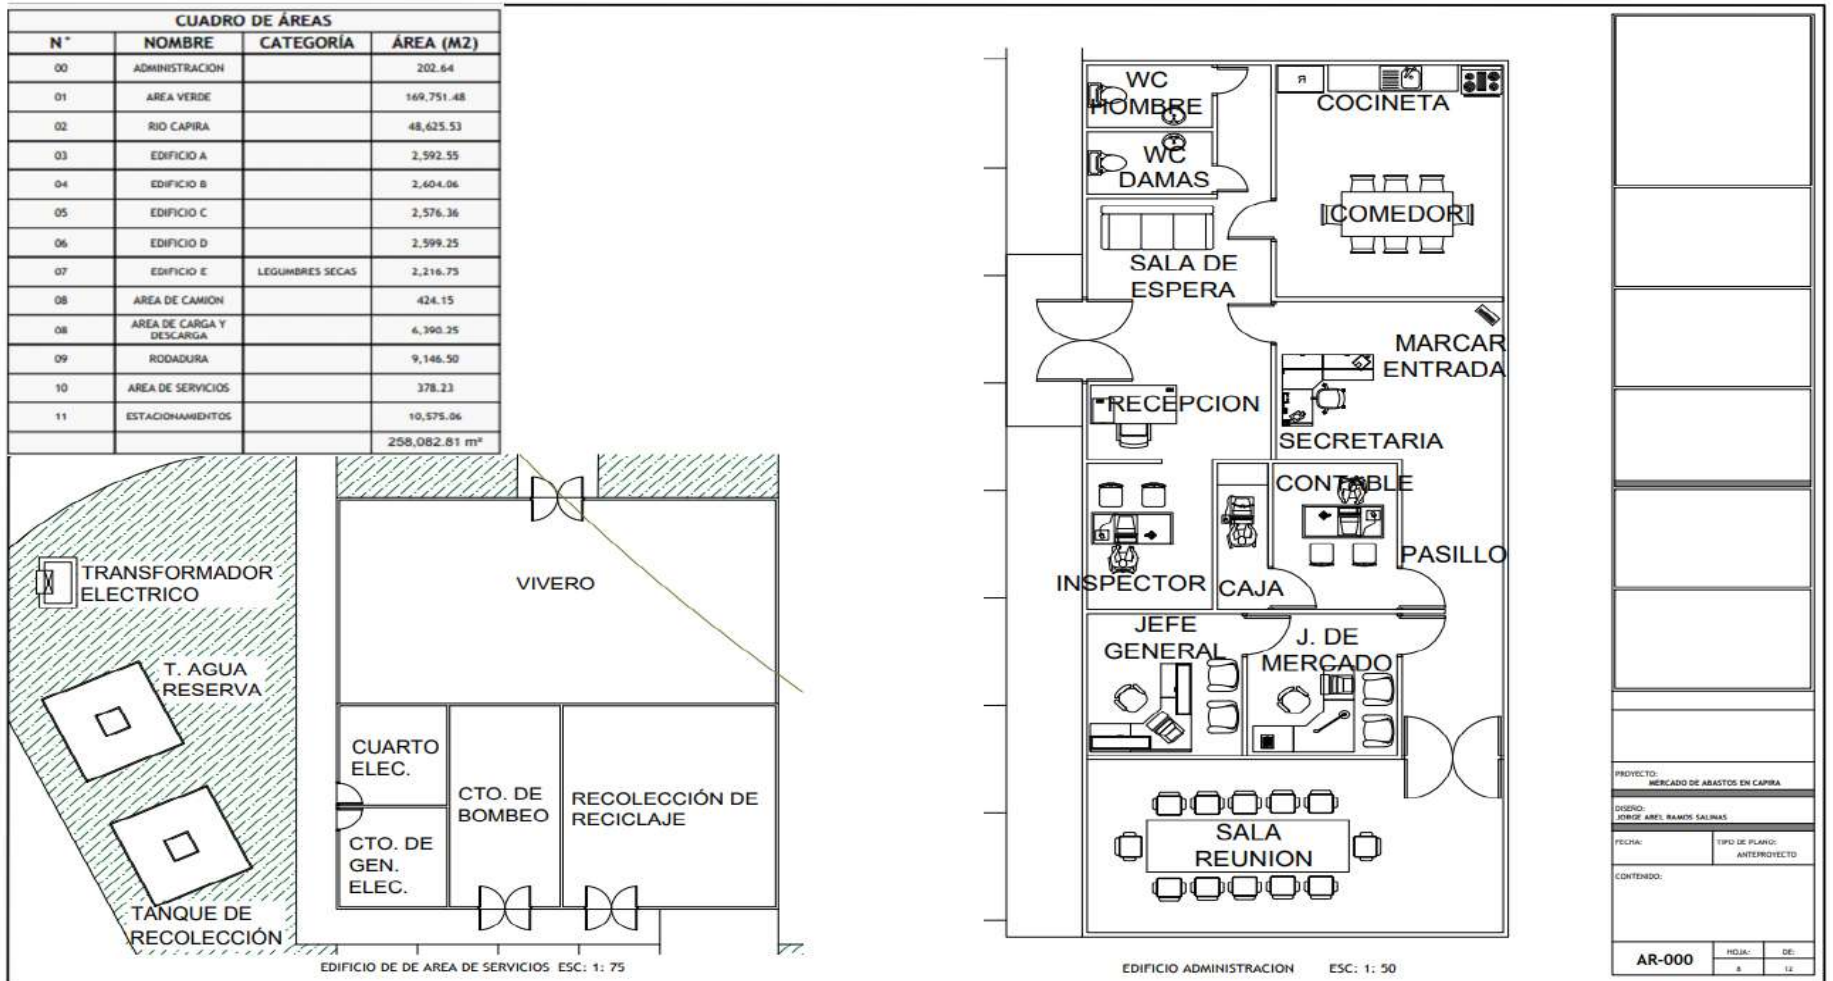 CUADRO DE ÁREAS
N° NOMBRE CATEGORÍA ÁREA (M2)
00 ADMINISTRACION 202.64
01 AREA VERDE 169,751.48
02 RIO CAPIRA 48,625.53
03 EDIFICIO A 2,592.55
04 EDIFICIO B 2,604.06
05 EDIFICIO C 2,576.36
06 EDIFICIO D 2,599.25
07 EDIFICIO E LEGUMBRES SECAS 2,216.75
08 AREA DE CAMION 424.15
08 AREA DE CARGA Y DESCARGA 6,390.25
09 RODADURA 9,146.50
10 AREA DE SERVICIOS 378.23
11 ESTACIONAMIENTOS 10,575.06
258,082.81 m²
TRANSFORMADOR
ELECTRICO
T. AGUA
RESERVA
TANQUE DE
RECOLECCIÓN
VIVERO
CUARTO
ELEC.
CTO. DE
GEN.
ELEC.
CTO. DE
BOMBEO
RECOLECCIÓN DE
RECICLAJE
EDIFICIO DE DE AREA DE SERVICIOS ESC: 1: 75
WC
HOMBRE
WC
DAMAS
COCINETA
COMEDOR
SALA DE
ESPERA
MARCAR
ENTRADA
RECEPCION
SECRETARIA
CONTABLE
PASILLO
INSPECTOR
CAJA
JEFE
GENERAL
J. DE
MERCADO
SALA
REUNION
EDIFICIO ADMINISTRACION ESC: 1: 50
PROYECTO:
MERCADO DE ABASTOS EN CAPIRA
DISEÑO:
JORGE ABEL RAMOS SALINAS
FECHA:
TIPO DE PLANO:
ANTEPROYECTO
CONTENIDO:
AR-000
HOJA:
8
DE:
12